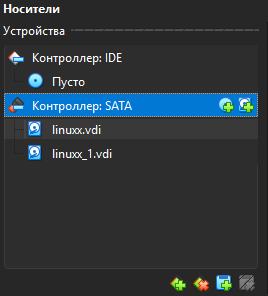 Носители
Устройства
Контроллер: IDE
Пусто
Контроллер: SATA
linuxx.vdi
linuxx_1.vdi